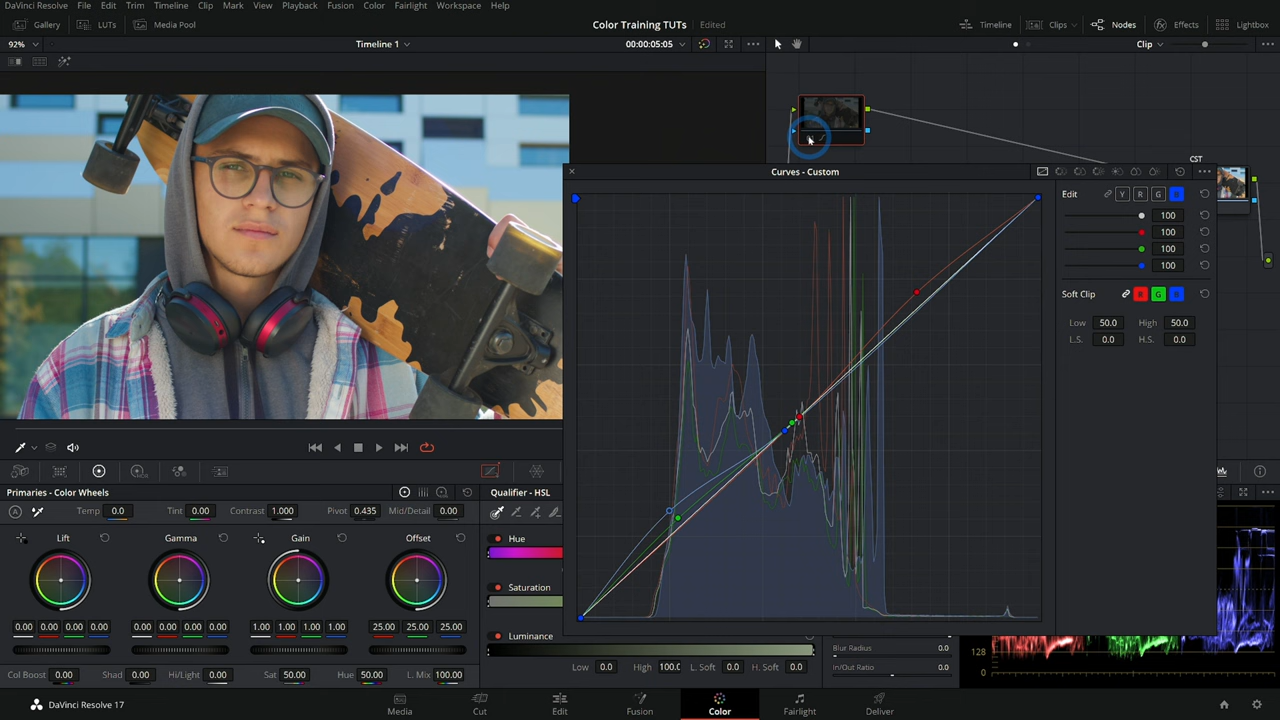 DaVinci Resolve File Edit Trim Timeline Clip Mark View Playback Fusion Color Fairlight Workspace Help
Gallery LUTs Media Pool Color Training TUTs Edited Timeline Clips Nodes Effects Lightbox
92% Timeline 1 00:00:05:05 Clip
CST
Curves - Custom
Edit Y R G B
100
100
100
100
Soft Clip R G B
Low 50.0 High 50.0
L.S. 0.0 H.S. 0.0
Primaries - Color Wheels
Temp 0.0 Tint 0.00 Contrast 1.000 Pivot 0.435 Mid/Detail 0.00
Lift Gamma Gain Offset
0.00 0.00 0.00 0.00 0.00 0.00 0.00 0.00 1.00 1.00 1.00 1.00 25.00 25.00 25.00
Col Boost 0.00 Shad 0.00 Hi/Light 0.00 Sat 50.00 Hue 50.00 L. Mix 100.00
Qualifier - HSL
Hue
Saturation
Luminance
Low 0.0 High 100.0 L. Soft 0.0 H. Soft 0.0
Blur Radius 0.0
In/Out Ratio 0.0
128
0
DaVinci Resolve 17
Media Cut Edit Fusion Color Fairlight Deliver